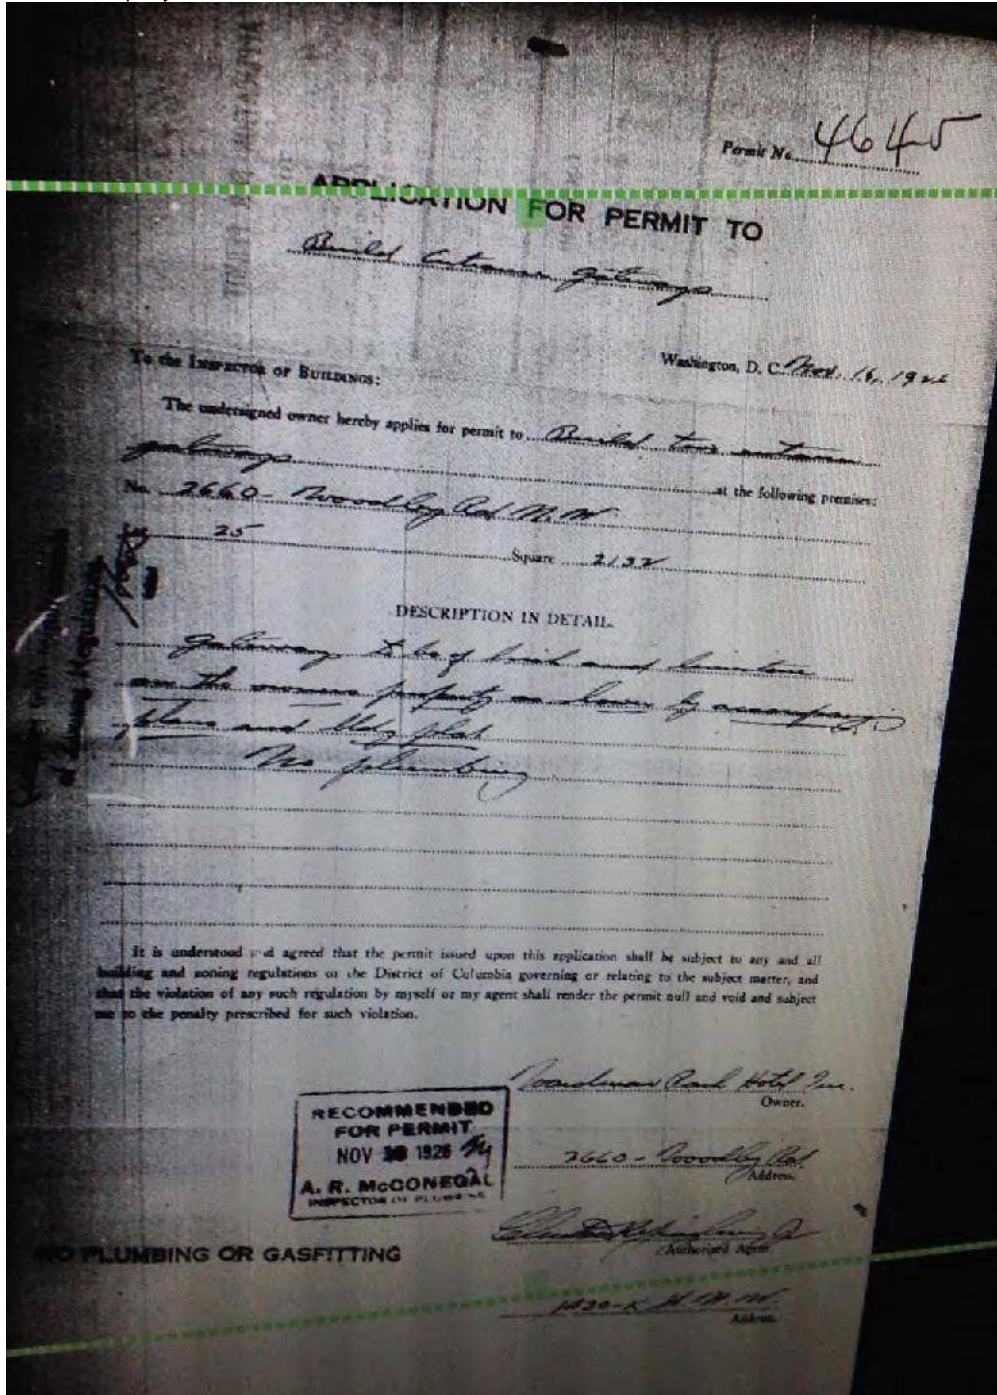 Permit No. 4645
APPLICATION FOR PERMIT TO
Build Entrance gateways
Washington, D. C. Nov. 16, 1926
To the INSPECTOR OF BUILDINGS:
The undersigned owner hereby applies for permit to Build two entrance
gateways at the following premises:
No. 2660 - Woodley Rd N.W
25 Square 2132
DESCRIPTION IN DETAIL.
Gateway to be of brick and limestone
on the owners property as shown by accompanying
plans and bldg plat
No plumbing
It is understood and agreed that the permit issued upon this application shall be subject to any and all
building and zoning regulations of the District of Columbia governing or relating to the subject matter, and
that the violation of any such regulation by myself or my agent shall render the permit null and void and subject
me to the penalty prescribed for such violation.
Wardman Park Hotel Inc.
Owner.
RECOMMENDED
FOR PERMIT
NOV 1926
A. R. McGONEGAL
INSPECTOR OF PLUMBING
2660 - Woodley Rd
Address.
Authorized Agent.
NO PLUMBING OR GASFITTING
1430 - K St N.W.
Address.